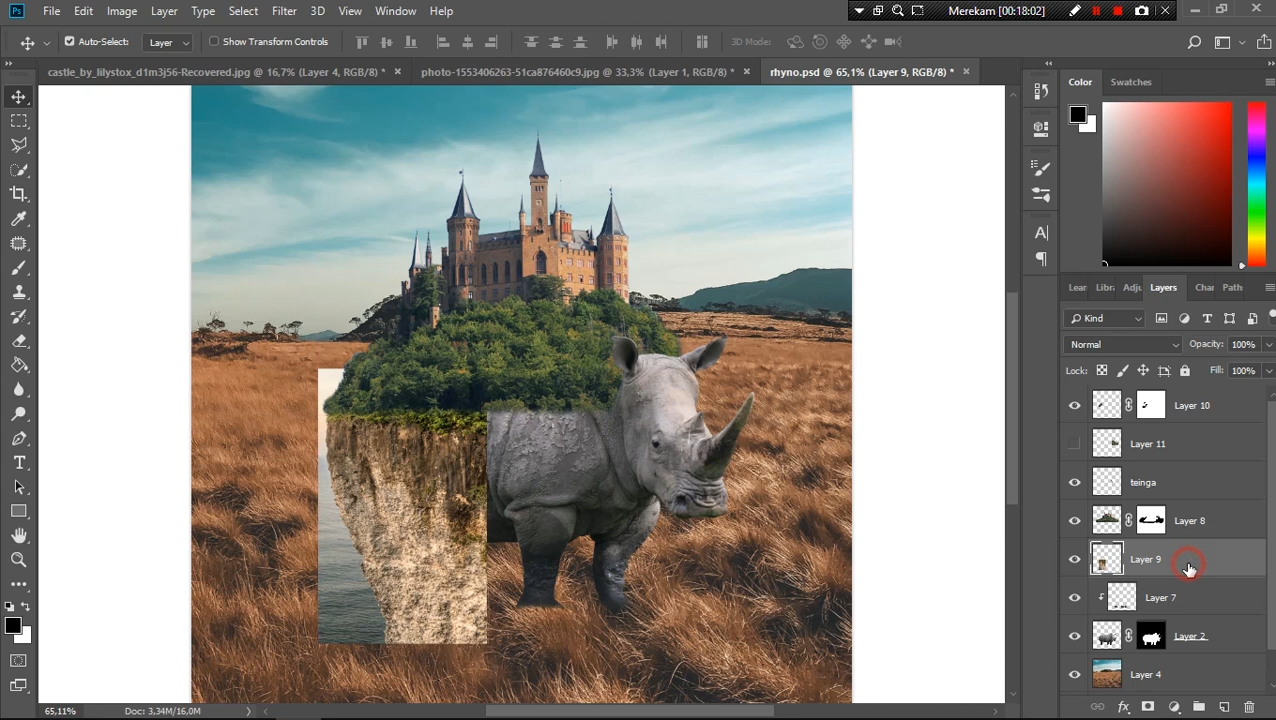 Ps File Edit Image Layer Type Select Filter 3D View Window Help
Merekam [00:18:02]
Auto-Select: Layer Show Transform Controls 3D Mode:
castle_by_lilystox_d1m3j56-Recovered.jpg @ 16,7% (Layer 4, RGB/8) * ×
photo-1553406263-51ca876460c9.jpg @ 33,3% (Layer 1, RGB/8) * ×
rhyno.psd @ 65,1% (Layer 9, RGB/8) * ×
Color Swatches
Lear Libra Adju Layers Cha Path
Kind
Normal Opacity: 100%
Lock: Fill: 100%
Layer 10
Layer 11
teinga
Layer 8
Layer 9
Layer 7
Layer 2
Layer 4
65,11% Doc: 3,34M/16,0M